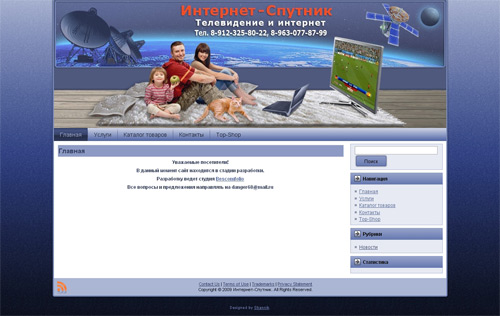 Интернет-Спутник
Телевидение и интернет
Тел. 8-912-325-80-22, 8-963-077-87-99
Главная Услуги Каталог товаров Контакты Top-Shop
Главная
Уважаемые посетители!
В данный момент сайт находится в стадии разработки.
Разработку ведет студия
Все вопросы и предложения направлять на
Поиск
Навигация
Главная
Услуги
Каталог товаров
Контакты
Top-Shop
Рубрики
Новости
Статистика
Contact Us | Terms of Use | Trademarks | Privacy Statement
Copyright © 2009 Интернет-Спутник. All Rights Reserved.
Designed by